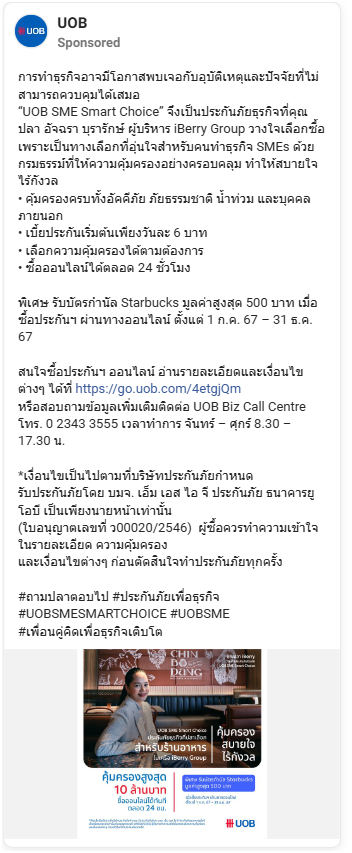 UOB
UOB
Sponsored
การทำธุรกิจอาจมีโอกาสพบเจอกับอุบัติเหตุและปัจจัยที่ไม่
สามารถควบคุมได้เสมอ
“UOB SME Smart Choice” จึงเป็นประกันภัยธุรกิจที่คุณ
ปลา อัจฉรา บุรารักษ์ ผู้บริหาร iBerry Group วางใจเลือกซื้อ
เพราะเป็นทางเลือกที่อุ่นใจสำหรับคนทำธุรกิจ SMEs ด้วย
กรมธรรม์ที่ให้ความคุ้มครองอย่างครอบคลุม ทำให้สบายใจ
ไร้กังวล
• คุ้มครองครบทั้งอัคคีภัย ภัยธรรมชาติ น้ำท่วม และบุคคล
ภายนอก
• เบี้ยประกันเริ่มต้นเพียงวันละ 6 บาท
• เลือกความคุ้มครองได้ตามต้องการ
• ซื้อออนไลน์ได้ตลอด 24 ชั่วโมง
พิเศษ รับบัตรกำนัล Starbucks มูลค่าสูงสุด 500 บาท เมื่อ
ซื้อประกันฯ ผ่านทางออนไลน์ ตั้งแต่ 1 ก.ค. 67 – 31 ธ.ค.
67
สนใจซื้อประกันฯ ออนไลน์ อ่านรายละเอียดและเงื่อนไข
ต่างๆ ได้ที่ https://go.uob.com/4etgjQm
หรือสอบถามข้อมูลเพิ่มเติมติดต่อ UOB Biz Call Centre
โทร. 0 2343 3555 เวลาทำการ จันทร์ – ศุกร์ 8.30 –
17.30 น.
*เงื่อนไขเป็นไปตามที่บริษัทประกันภัยกำหนด
รับประกันภัยโดย บมจ. เอ็ม เอส ไอ จี ประกันภัย ธนาคารยู
โอบี เป็นเพียงนายหน้าเท่านั้น
(ใบอนุญาตเลขที่ ว00020/2546) ผู้ซื้อควรทำความเข้าใจ
ในรายละเอียด ความคุ้มครอง
และเงื่อนไขต่างๆ ก่อนตัดสินใจทำประกันภัยทุกครั้ง
#ถามปลาตอบไป #ประกันภัยเพื่อธุรกิจ
#UOBSMESMARTCHOICE #UOBSME
#เพื่อนคู่คิดเพื่อธุรกิจเติบโต
CHIN
BO
DANG
UOB SME Smart Choice
ประกันภัยธุรกิจที่ปลาเลือก
สำหรับร้านอาหาร
ในเครือ iBerry Group
คุ้มครอง
สบายใจ
ไร้กังวล
คุ้มครองสูงสุด
10 ล้านบาท
ซื้อออนไลน์ได้ทันที
ตลอด 24 ชม.
พิเศษ รับบัตรกำนัล Starbucks
มูลค่าสูงสุด 500 บาท
UOB